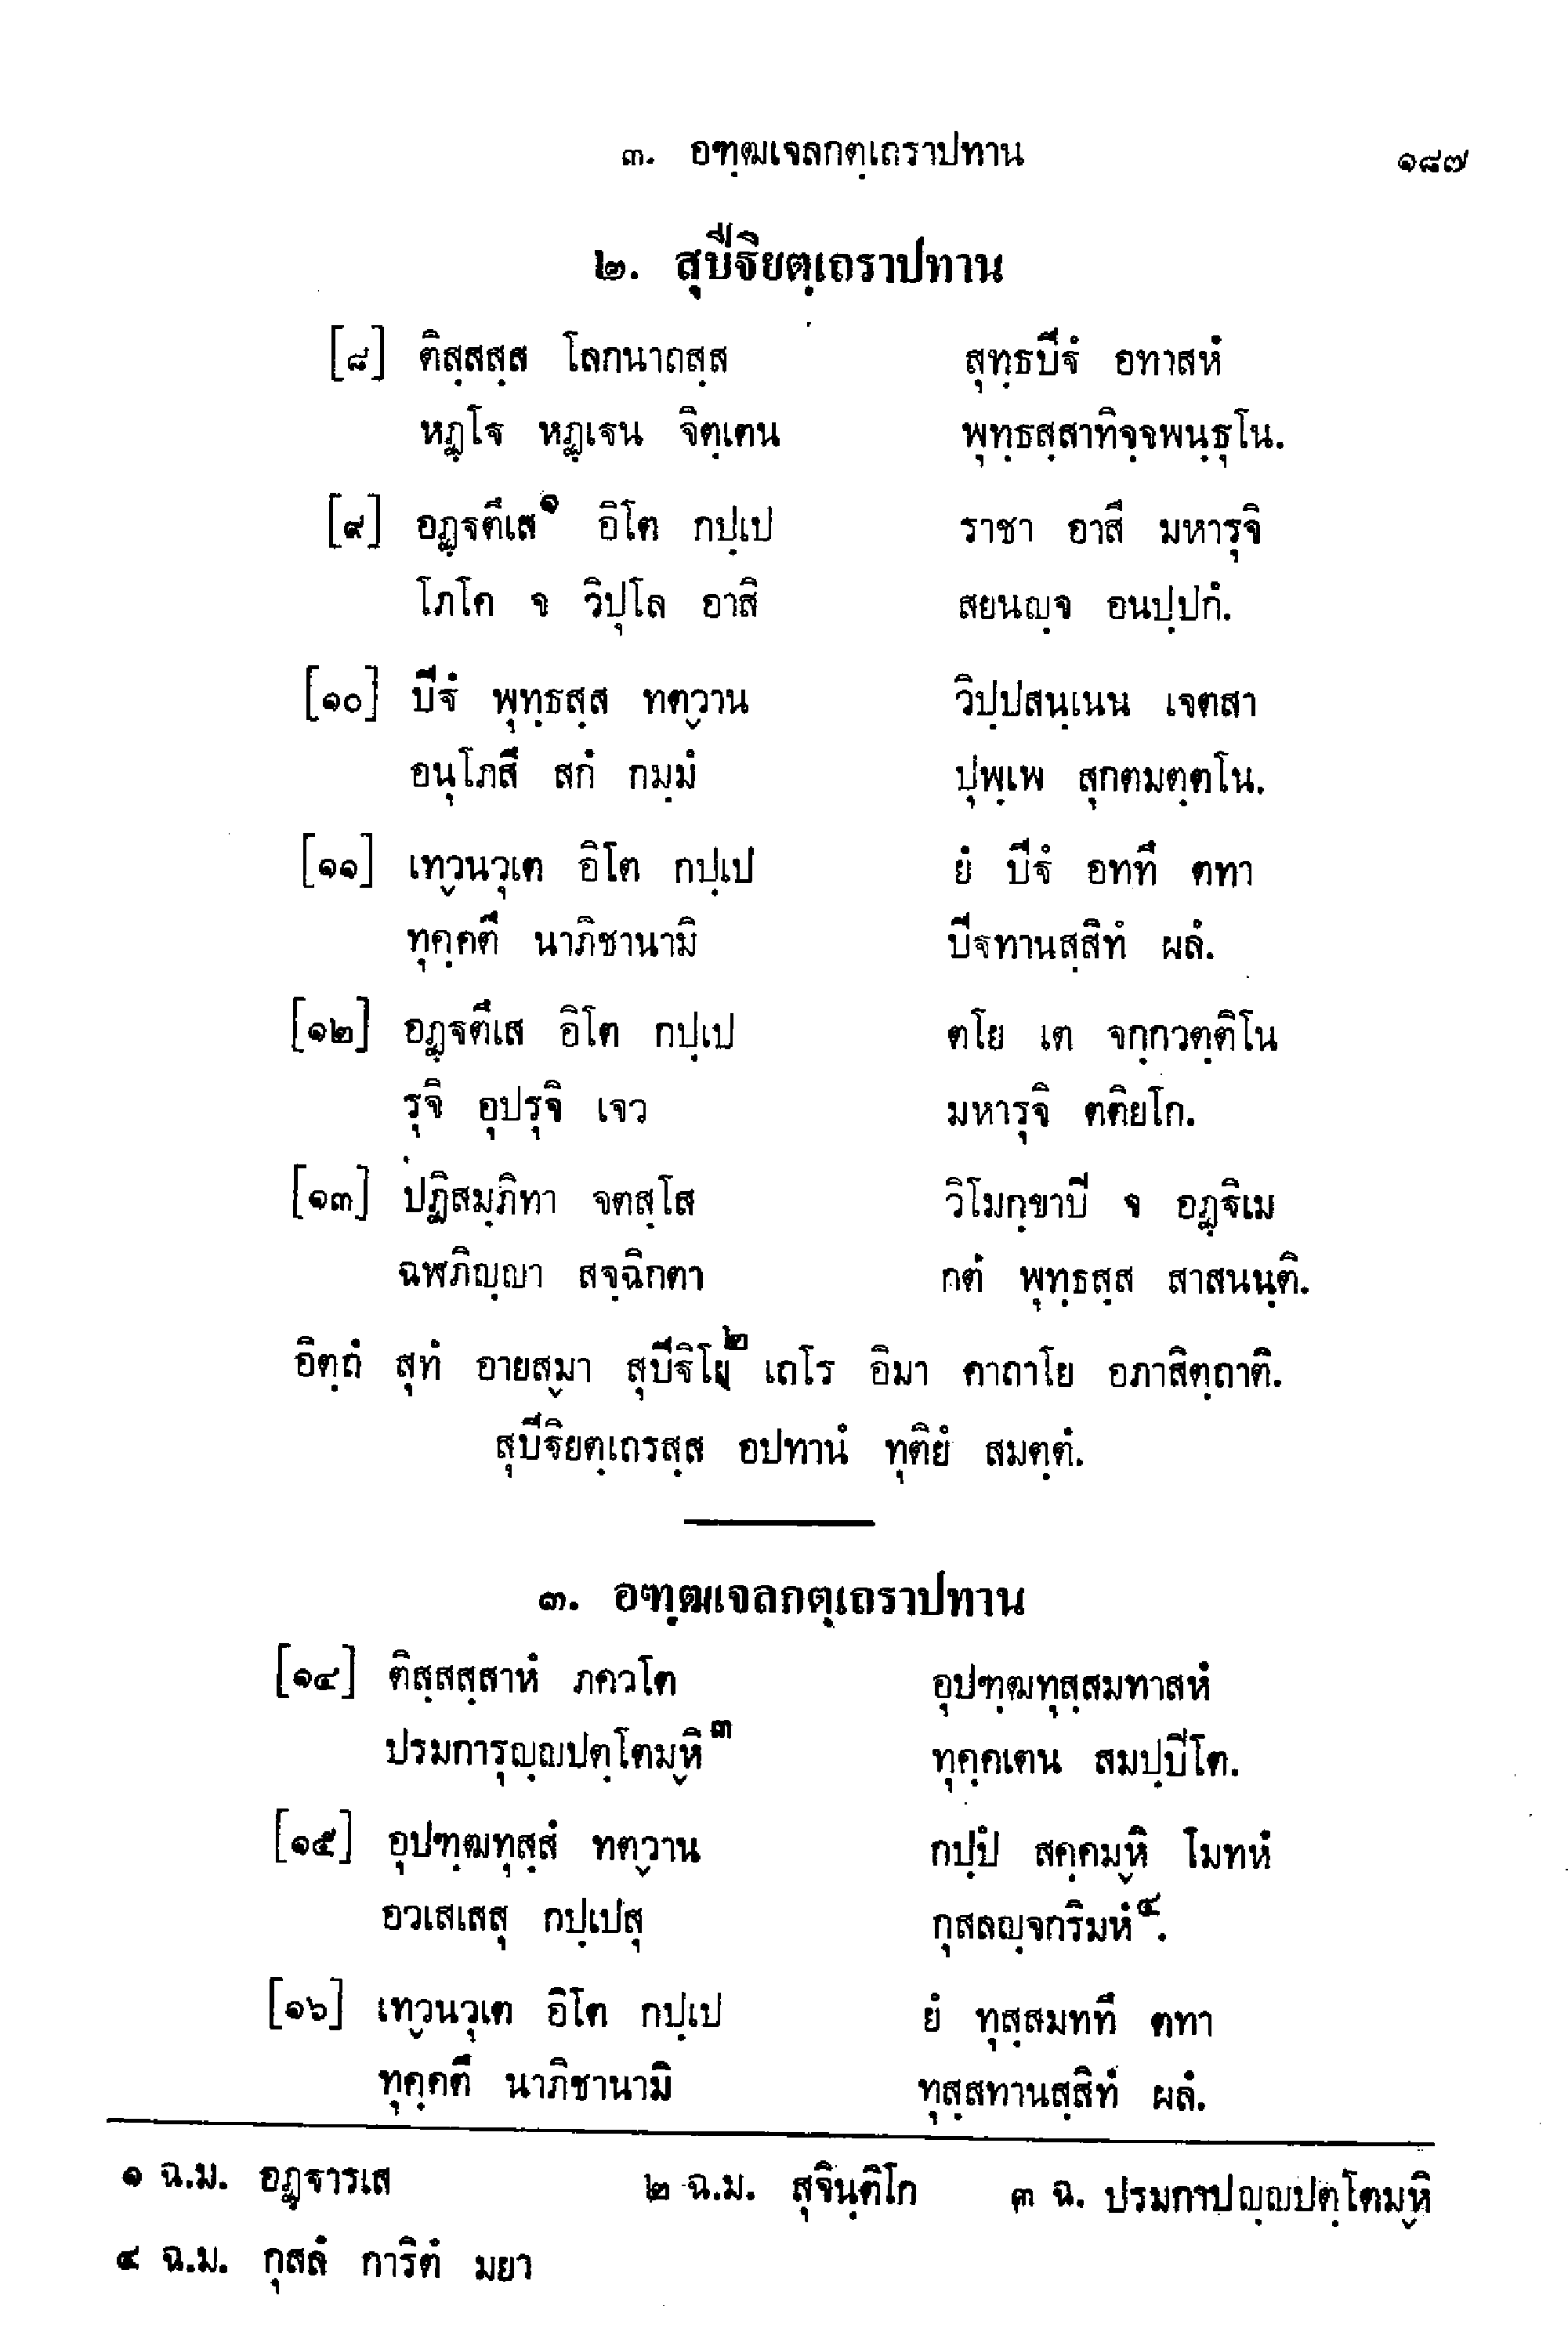 ๓. อฑฺฒเจลกตฺเถราปทาน ๑๘๗
๒. สุปีฐิยตฺเถราปทาน
[๘] ติสฺสสฺส โลกนาถสฺส สุทฺธปีฐํ อทาสหํ
หฏฺโฐ หฏฺเฐน จิตฺเตน พุทฺธสฺสาทิจฺจพนฺธุโน.
[๙] อฏฺฐตึเส๑ อิโต กปฺเป ราชา อาสึ มหารุจิ
โภโค จ วิปุโล อาสิ สยนญฺจ อนปฺปกํ.
[๑๐] ปีฐํ พุทฺธสฺส ทตฺวาน วิปฺปสนฺเนน เจตสา
อนุโภสึ สกํ กมฺมํ ปุพฺเพ สุกตมตฺตโน.
[๑๑] เทฺวนวุเต อิโต กปฺเป ยํ ปีฐํ อททึ ตทา
ทุคฺคตึ นาภิชานามิ ปีฐทานสฺสิทํ ผลํ.
[๑๒] อฏฺฐตึเส อิโต กปฺเป ตโย เต จกฺกวตฺติโน
รุจิ อุปรุจิ เจว มหารุจิ ตติยโก.
[๑๓] ปฏิสมฺภิทา จตสฺโส วิโมกฺขาปิ จ อฏฺฐิเม
ฉฬภิญฺญา สจฺฉิกตา กตํ พุทฺธสฺส สาสนนฺติ.
อิตฺถํ สุทํ อายสฺมา สุปีฐิโย๒ เถโร อิมา คาถาโย อภาสิตฺถาติ.
สุปีฐิยตฺเถรสฺส อปทานํ ทุติยํ สมตฺตํ.
๓. อฑฺฒเจลกตฺเถราปทาน
[๑๔] ติสฺสสฺสาหํ ภควโต อุปฑฺฒทุสฺสมทาสหํ
ปรมการุญฺญปตฺโตมฺหิ๓ ทุคฺคเตน สมปฺปิโต.
[๑๕] อุปฑฺฒทุสฺสํ ทตฺวาน กปฺปํ สคฺคมฺหิ โมทหํ
อวเสเสสุ กปฺเปสุ กุสลญฺจกริมหํ๔.
[๑๖] เทฺวนวุเต อิโต กปฺเป ยํ ทุสฺสมททึ ตทา
ทุคฺคตึ นาภิชานามิ ทุสฺสทานสฺสิทํ ผลํ.
๑ ฉ.ม. อฏฺฐารเส ๒ ฉ.ม. สุจินฺติโก ๓ ฉ. ปรมกาปญฺญปตฺโตมฺหิ
๔ ฉ.ม. กุสลํ การิตํ มยา